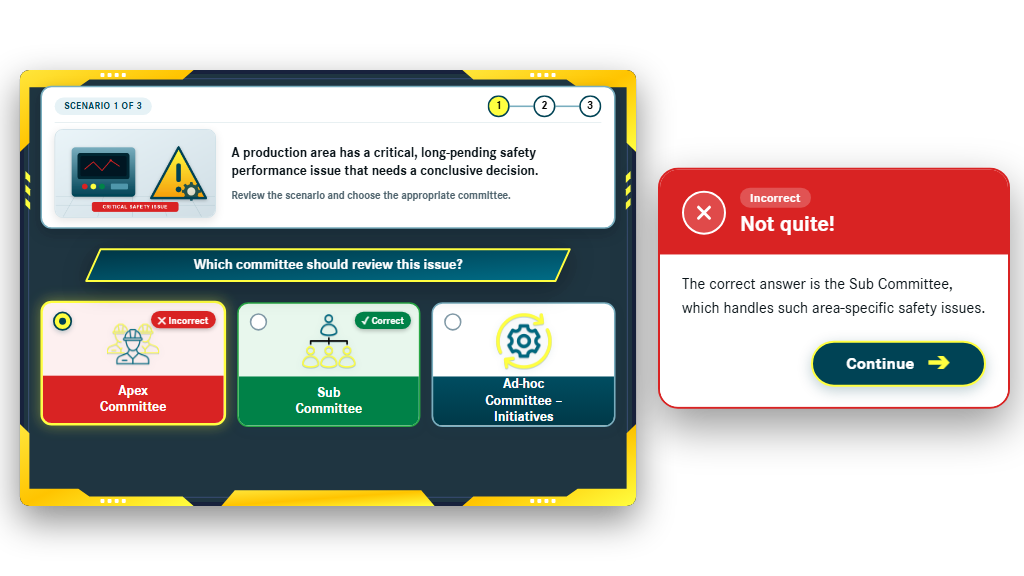 SCENARIO 1 OF 3
1 2 3
A production area has a critical, long-pending safety
performance issue that needs a conclusive decision.
Review the scenario and choose the appropriate committee.
CRITICAL SAFETY ISSUE
Which committee should review this issue?
Incorrect
Apex
Committee
Correct
Sub
Committee
Ad-hoc
Committee –
Initiatives
Incorrect
Not quite!
The correct answer is the Sub Committee,
which handles such area-specific safety issues.
Continue